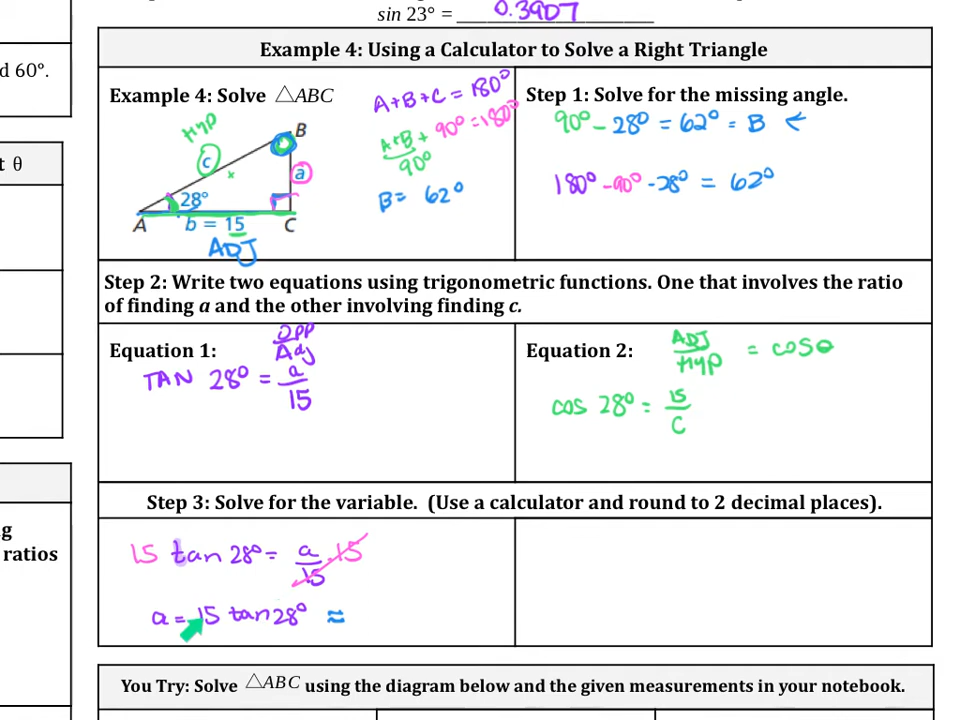 sin 23° = 0.3907
d 60°.
t θ
g
ratios
Example 4: Using a Calculator to Solve a Right Triangle
Example 4: Solve △ABC
A+B+C = 180°
A+B + 90° = 180°
90°
B = 62°
HYP
B
c
x
a
28°
A
b = 15
C
ADJ
Step 1: Solve for the missing angle.
90° - 28° = 62° = B ←
180° - 90° - 28° = 62°
Step 2: Write two equations using trigonometric functions. One that involves the ratio
of finding a and the other involving finding c.
Equation 1:
OPP
Adj
TAN 28° = a/15
Equation 2:
ADJ/HYP = cosθ
cos 28° = 15/C
Step 3: Solve for the variable. (Use a calculator and round to 2 decimal places).
15 tan 28° = a/15 · 15
a = 15 tan 28° ≈
You Try: Solve △ABC using the diagram below and the given measurements in your notebook.